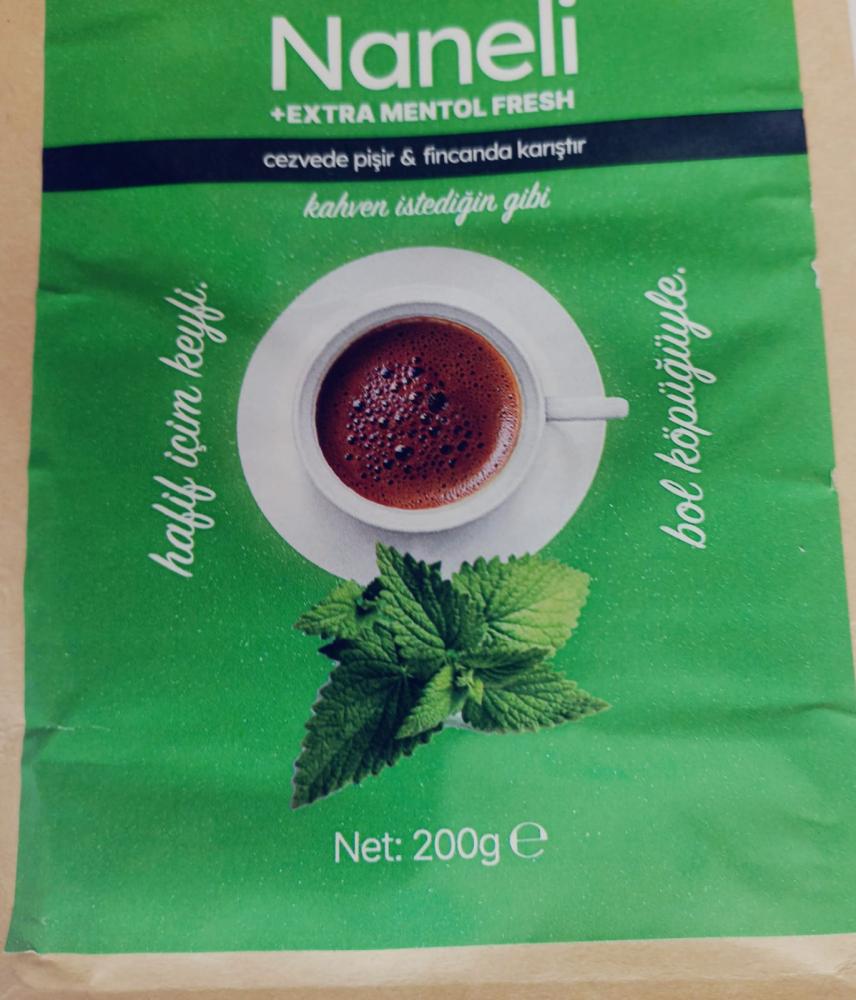 Naneli
+EXTRA MENTOL FRESH
cezvede pişir & fincanda karıştır
kahven istediğin gibi
hafif içim keyfi.
bol köpüğüyle.
Net: 200g ℮